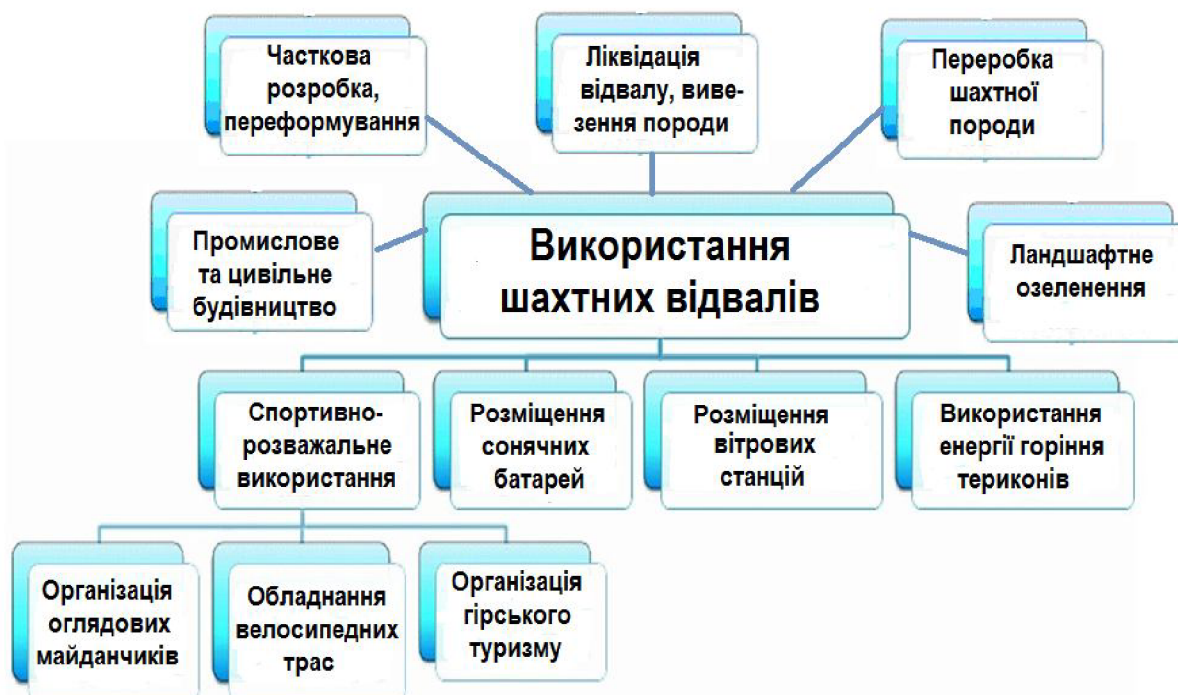 Часткова
розробка,
переформування
Ліквідація
відвалу, виве-
зення породи
Переробка
шахтної
породи
Промислове
та цивільне
будівництво
Використання
шахтних відвалів
Ландшафтне
озеленення
Спортивно-
розважальне
використання
Розміщення
сонячних
батарей
Розміщення
вітрових
станцій
Використання
енергії горіння
териконів
Організація
оглядових
майданчиків
Обладнання
велосипедних
трас
Організація
гірського
туризму